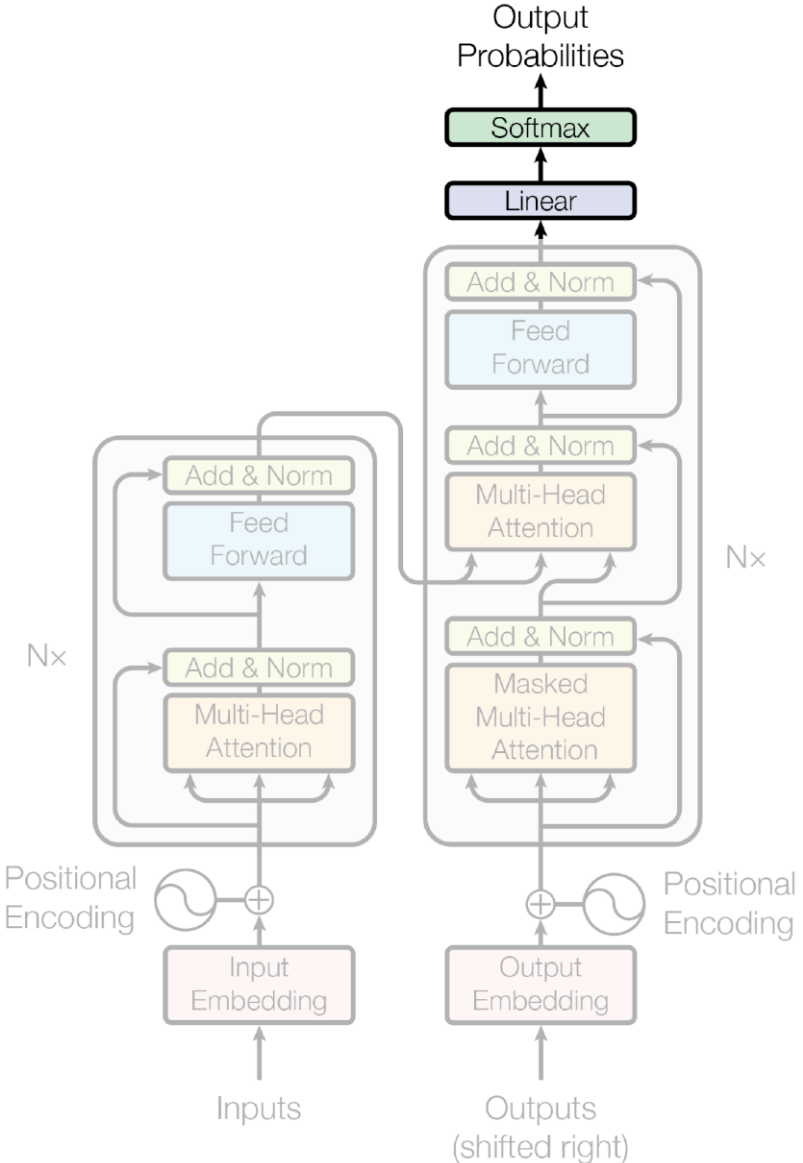 Output
Probabilities
Softmax
Linear
Add & Norm
Feed
Forward
Add & Norm
Multi-Head
Attention
Nx
Add & Norm
Masked
Multi-Head
Attention
Add & Norm
Feed
Forward
Nx
Add & Norm
Multi-Head
Attention
Positional
Encoding
Positional
Encoding
Input
Embedding
Output
Embedding
Inputs
Outputs
(shifted right)